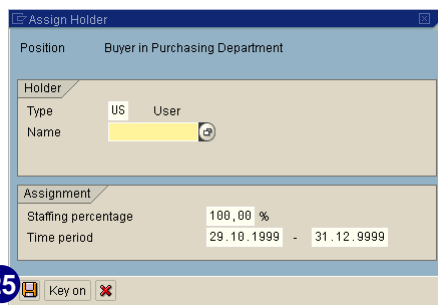 Assign Holder
Position Buyer in Purchasing Department
Holder
Type US User
Name
Assignment
Staffing percentage 100,00 %
Time period 29.10.1999 - 31.12.9999
25 Key on